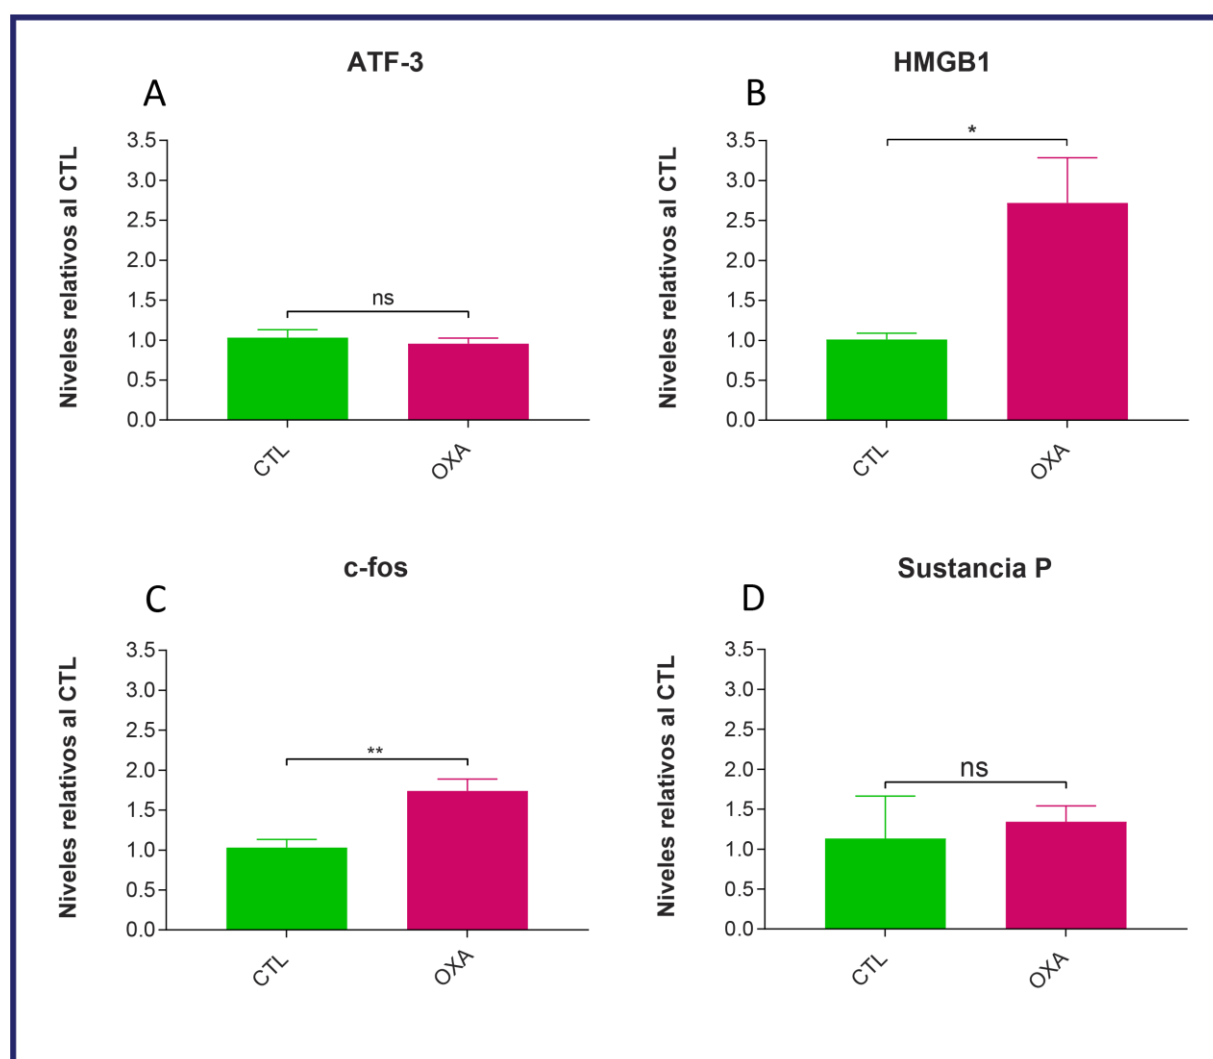 ATF-3
A
Niveles relativos al CTL
3.5
3.0
2.5
2.0
1.5
1.0
0.5
0.0
ns
CTL
OXA
HMGB1
B
Niveles relativos al CTL
3.5
3.0
2.5
2.0
1.5
1.0
0.5
0.0
*
CTL
OXA
c-fos
C
Niveles relativos al CTL
3.5
3.0
2.5
2.0
1.5
1.0
0.5
0.0
**
CTL
OXA
Sustancia P
D
Niveles relativos al CTL
3.5
3.0
2.5
2.0
1.5
1.0
0.5
0.0
ns
CTL
OXA